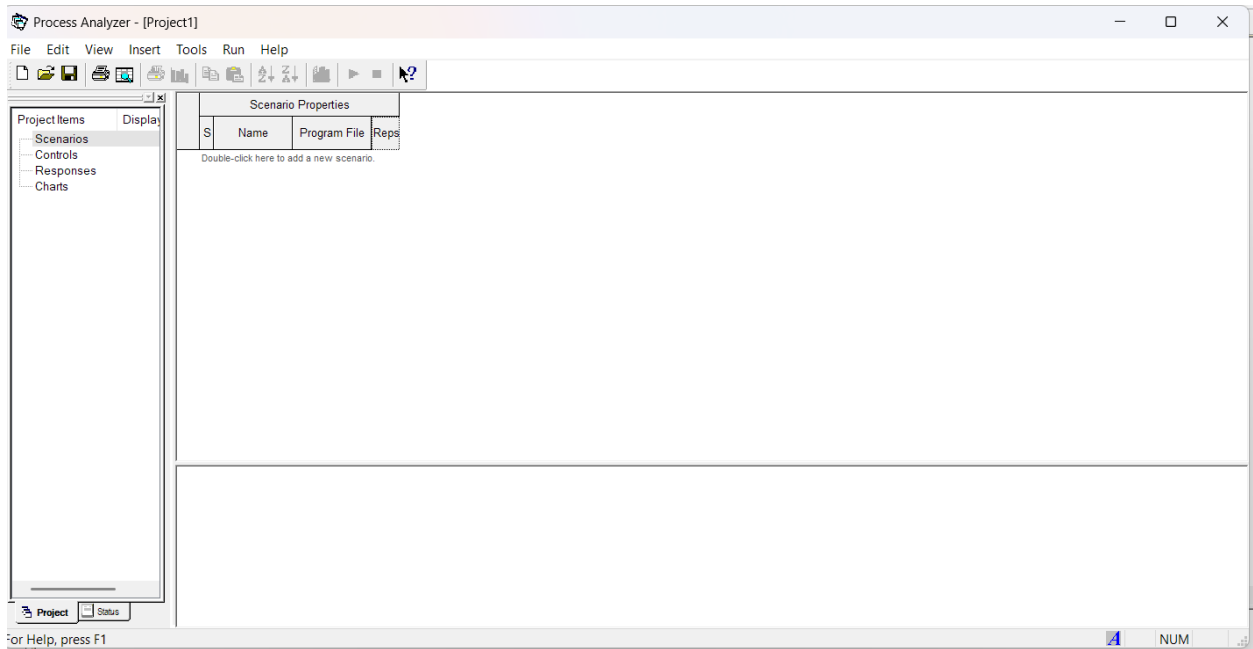 Process Analyzer - [Project1]
File Edit View Insert Tools Run Help
Project Items Display
Scenarios
Controls
Responses
Charts
Scenario Properties
S Name Program File Reps
Double-click here to add a new scenario.
Project Status
For Help, press F1
A NUM